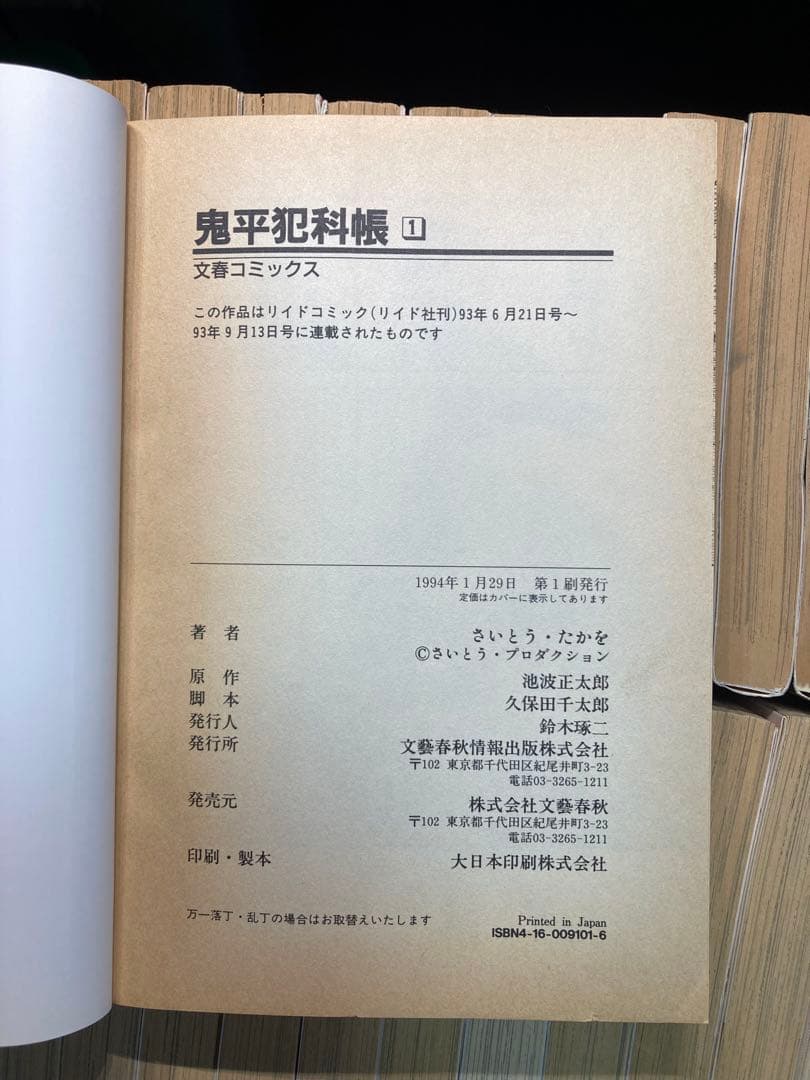 鬼平犯科帳 1
文春コミックス
この作品はリイドコミック(リイド社刊)93年6月21日号〜
93年9月13日号に連載されたものです
1994年1月29日 第1刷発行
定価はカバーに表示してあります
著者 さいとう・たかを
©さいとう・プロダクション
原作 池波正太郎
脚本 久保田千太郎
発行人 鈴木琢二
発行所 文藝春秋情報出版株式会社
〒102 東京都千代田区紀尾井町3-23
電話03-3265-1211
発売元 株式会社文藝春秋
〒102 東京都千代田区紀尾井町3-23
電話03-3265-1211
印刷・製本 大日本印刷株式会社
万一落丁・乱丁の場合はお取替えいたします
Printed in Japan
ISBN4-16-009101-6